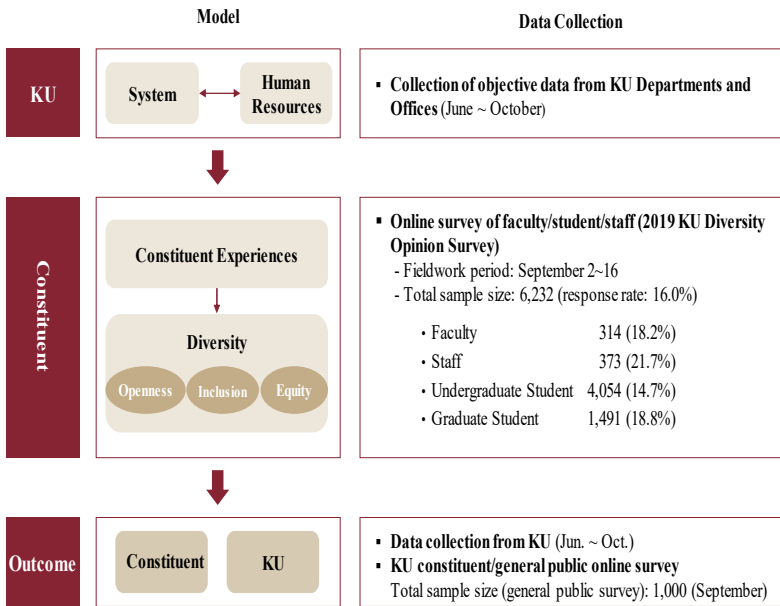 Model
Data Collection
KU
System
Human
Resources
▪ Collection of objective data from KU Departments and
Offices (June ~ October)
Constituent
Constituent Experiences
Diversity
Openness
Inclusion
Equity
▪ Online survey of faculty/student/staff (2019 KU Diversity
Opinion Survey)
- Fieldwork period: September 2~16
- Total sample size: 6,232 (response rate: 16.0%)
・Faculty 314 (18.2%)
・Staff 373 (21.7%)
・Undergraduate Student 4,054 (14.7%)
・Graduate Student 1,491 (18.8%)
Outcome
Constituent
KU
▪ Data collection from KU (Jun. ~ Oct.)
▪ KU constituent/general public online survey
Total sample size (general public survey): 1,000 (September)